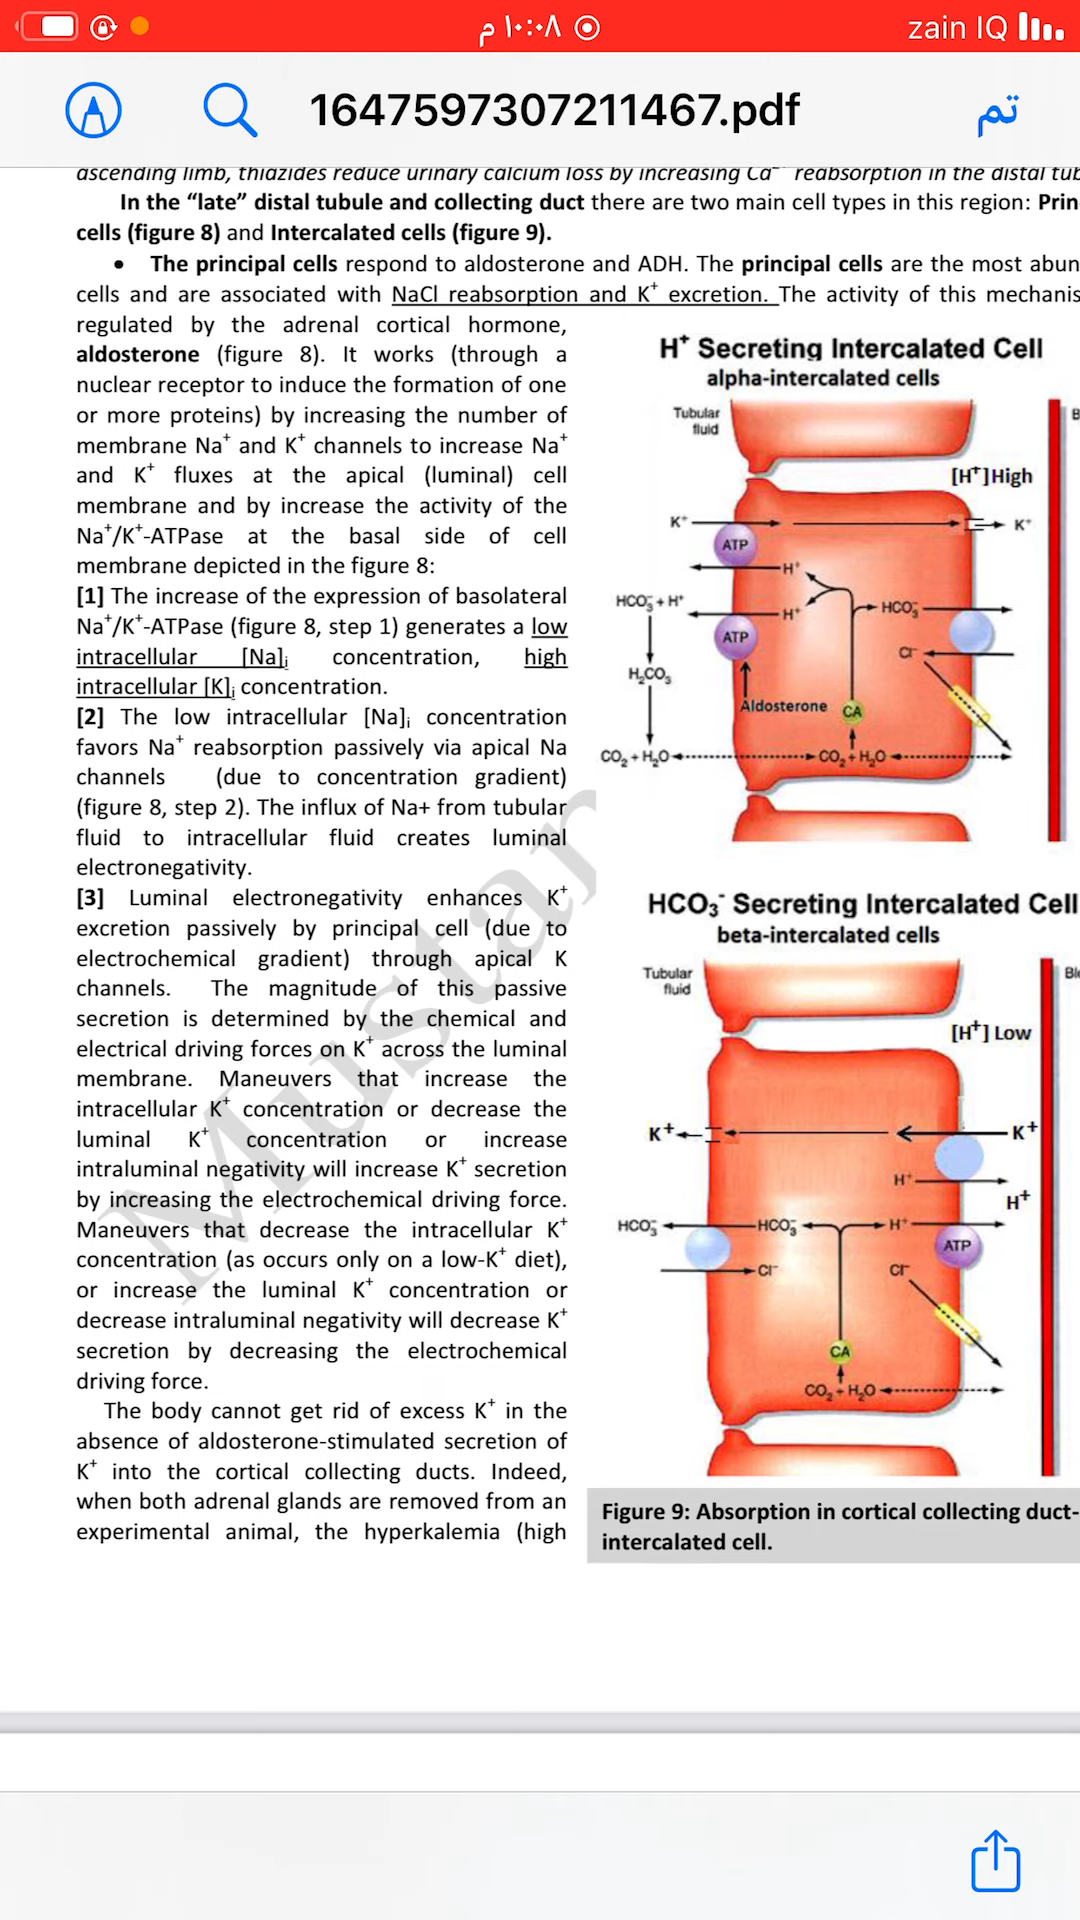 ١٠:٠٨ م
zain IQ
1647597307211467.pdf
تم
ascending limb, thiazides reduce urinary calcium loss by increasing Ca²⁺ reabsorption in the distal tub
In the “late” distal tubule and collecting duct there are two main cell types in this region: Prin
cells (figure 8) and Intercalated cells (figure 9).
• The principal cells respond to aldosterone and ADH. The principal cells are the most abun
cells and are associated with NaCl reabsorption and K⁺ excretion. The activity of this mechanis
regulated by the adrenal cortical hormone,
aldosterone (figure 8). It works (through a
nuclear receptor to induce the formation of one
or more proteins) by increasing the number of
membrane Na⁺ and K⁺ channels to increase Na⁺
and K⁺ fluxes at the apical (luminal) cell
membrane and by increase the activity of the
Na⁺/K⁺-ATPase at the basal side of cell
membrane depicted in the figure 8:
[1] The increase of the expression of basolateral
Na⁺/K⁺-ATPase (figure 8, step 1) generates a low
intracellular [Na]ᵢ concentration, high
intracellular [K]ᵢ concentration.
[2] The low intracellular [Na]ᵢ concentration
favors Na⁺ reabsorption passively via apical Na
channels (due to concentration gradient)
(figure 8, step 2). The influx of Na+ from tubular
fluid to intracellular fluid creates luminal
electronegativity.
[3] Luminal electronegativity enhances K⁺
excretion passively by principal cell (due to
electrochemical gradient) through apical K
channels. The magnitude of this passive
secretion is determined by the chemical and
electrical driving forces on K⁺ across the luminal
membrane. Maneuvers that increase the
intracellular K⁺ concentration or decrease the
luminal K⁺ concentration or increase
intraluminal negativity will increase K⁺ secretion
by increasing the electrochemical driving force.
Maneuvers that decrease the intracellular K⁺
concentration (as occurs only on a low-K⁺ diet),
or increase the luminal K⁺ concentration or
decrease intraluminal negativity will decrease K⁺
secretion by decreasing the electrochemical
driving force.
The body cannot get rid of excess K⁺ in the
absence of aldosterone-stimulated secretion of
K⁺ into the cortical collecting ducts. Indeed,
when both adrenal glands are removed from an
experimental animal, the hyperkalemia (high
H⁺ Secreting Intercalated Cell
alpha-intercalated cells
Tubular
fluid
B
[H⁺]High
K⁺
K⁺
ATP
H⁺
HCO₃⁻ + H⁺
H⁺
HCO₃⁻
ATP
Cl⁻
H₂CO₃
Aldosterone
CA
CO₂ + H₂O
CO₂ + H₂O
HCO₃⁻ Secreting Intercalated Cell
beta-intercalated cells
Tubular
fluid
Bl
[H⁺] Low
K+
K+
H⁺
H+
HCO₃⁻
HCO₃⁻
H⁺
ATP
Cl⁻
Cl⁻
CA
CO₂ + H₂O
Figure 9: Absorption in cortical collecting duct-
intercalated cell.
Mustar